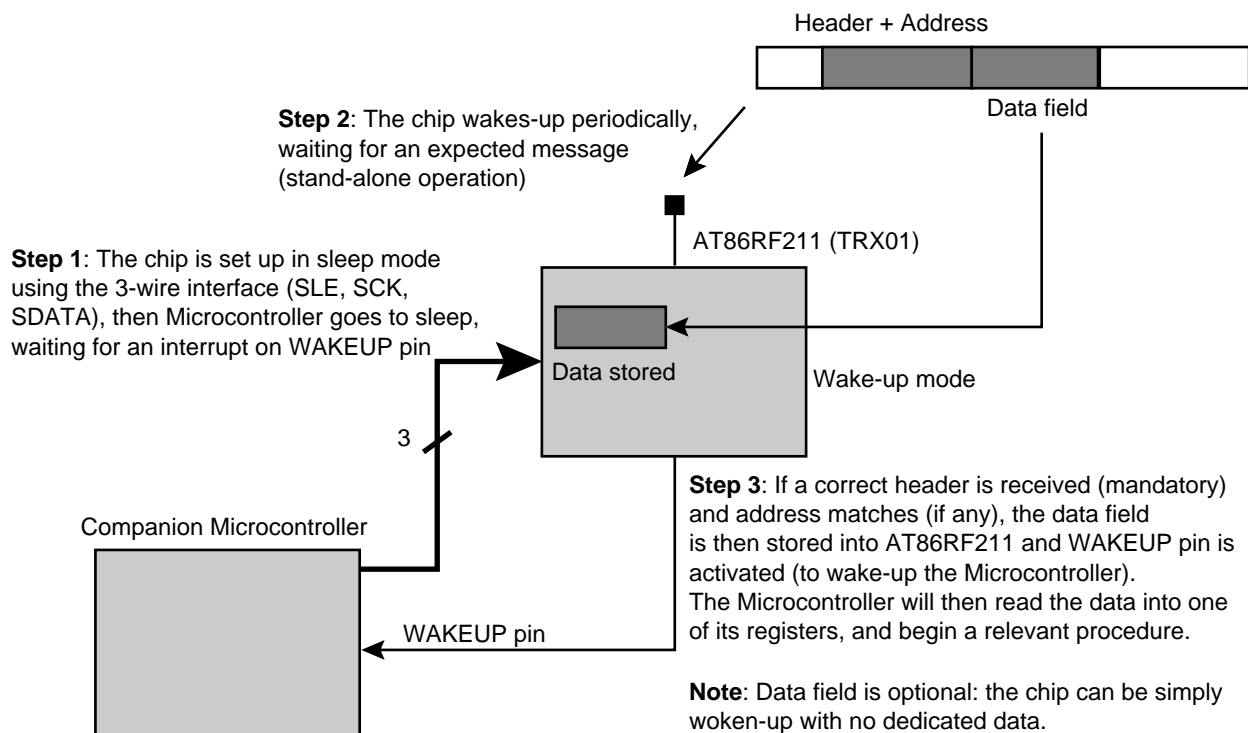 Header + Address
Data field
Step 2: The chip wakes-up periodically,
waiting for an expected message
(stand-alone operation)
AT86RF211 (TRX01)
Step 1: The chip is set up in sleep mode
using the 3-wire interface (SLE, SCK,
SDATA), then Microcontroller goes to sleep,
waiting for an interrupt on WAKEUP pin
Data stored
Wake-up mode
3
Step 3: If a correct header is received (mandatory)
and address matches (if any), the data field
is then stored into AT86RF211 and WAKEUP pin is
activated (to wake-up the Microcontroller).
The Microcontroller will then read the data into one
of its registers, and begin a relevant procedure.
Companion Microcontroller
WAKEUP pin
Note: Data field is optional: the chip can be simply
woken-up with no dedicated data.